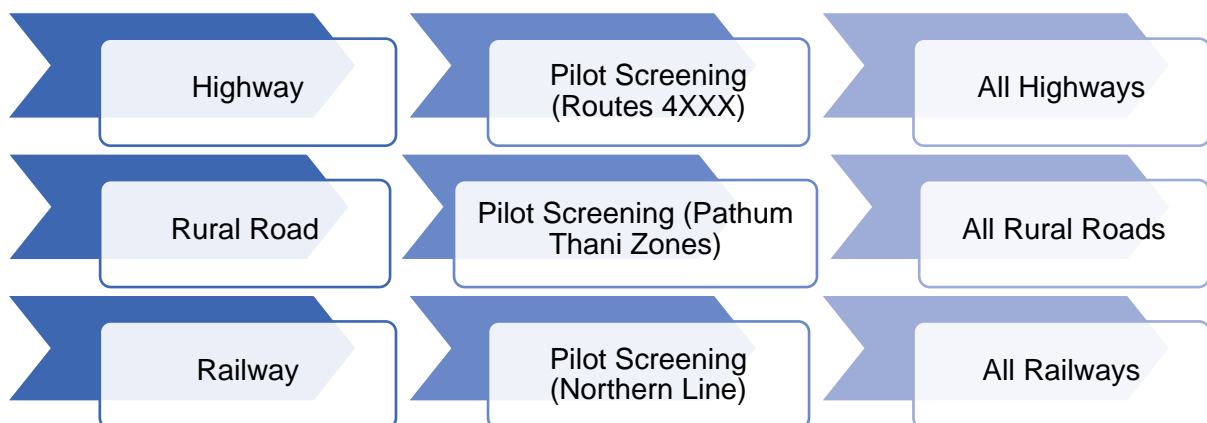 Highway
Pilot Screening
(Routes 4XXX)
All Highways
Rural Road
Pilot Screening (Pathum
Thani Zones)
All Rural Roads
Railway
Pilot Screening
(Northern Line)
All Railways